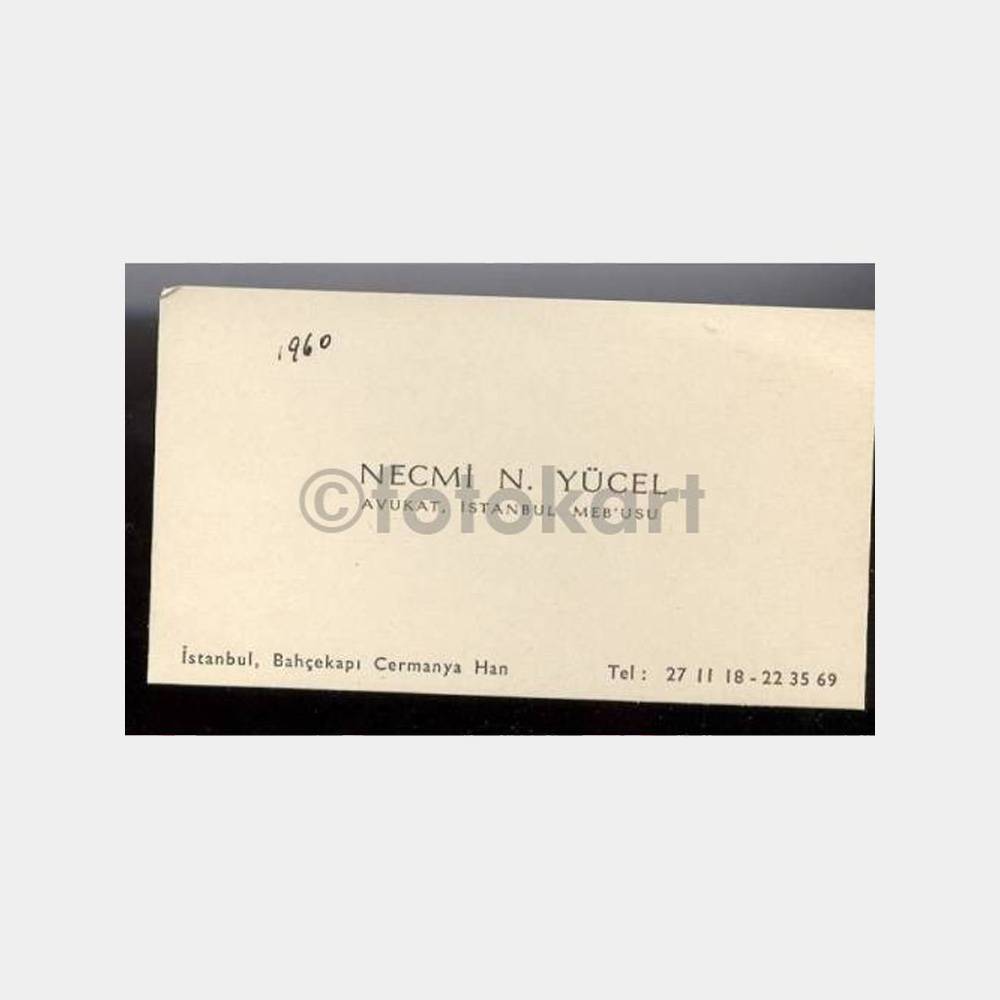 1960
NECMİ N. YÜCEL
AVUKAT, İSTANBUL MEB'USU
©fotokart
İstanbul, Bahçekapı Cermanya Han
Tel : 27 11 18 - 22 35 69